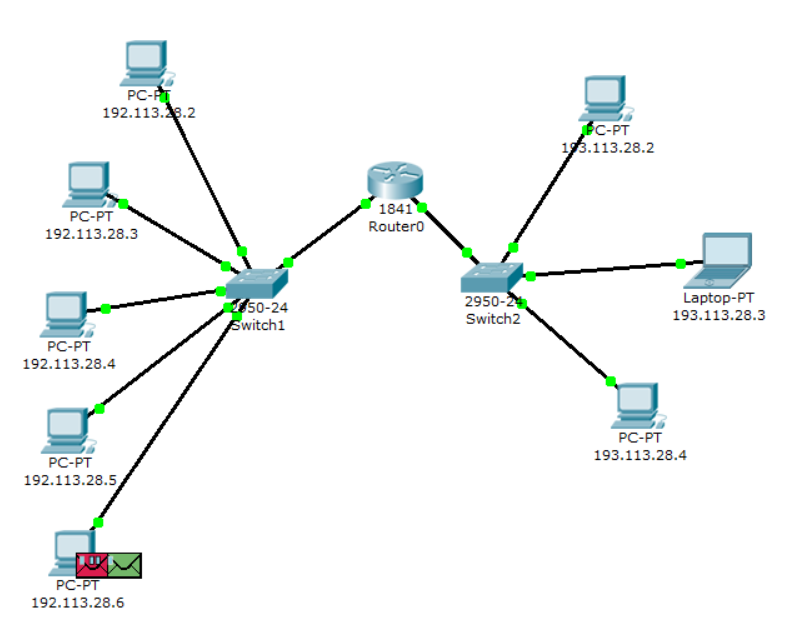 PC-PT
192.113.28.2
PC-PT
192.113.28.3
PC-PT
192.113.28.4
PC-PT
192.113.28.5
PC-PT
192.113.28.6
2950-24
Switch1
1841
Router0
2950-24
Switch2
PC-PT
193.113.28.2
Laptop-PT
193.113.28.3
PC-PT
193.113.28.4